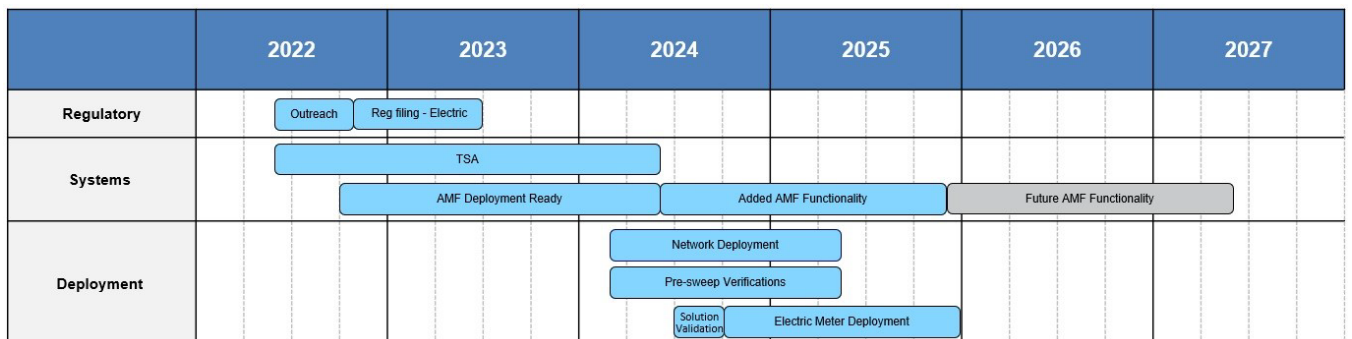 2022 2023 2024 2025 2026 2027
Regulatory
Outreach
Reg filing - Electric
Systems
TSA
AMF Deployment Ready
Added AMF Functionality
Future AMF Functionality
Deployment
Network Deployment
Pre-sweep Verifications
Solution
Validation
Electric Meter Deployment